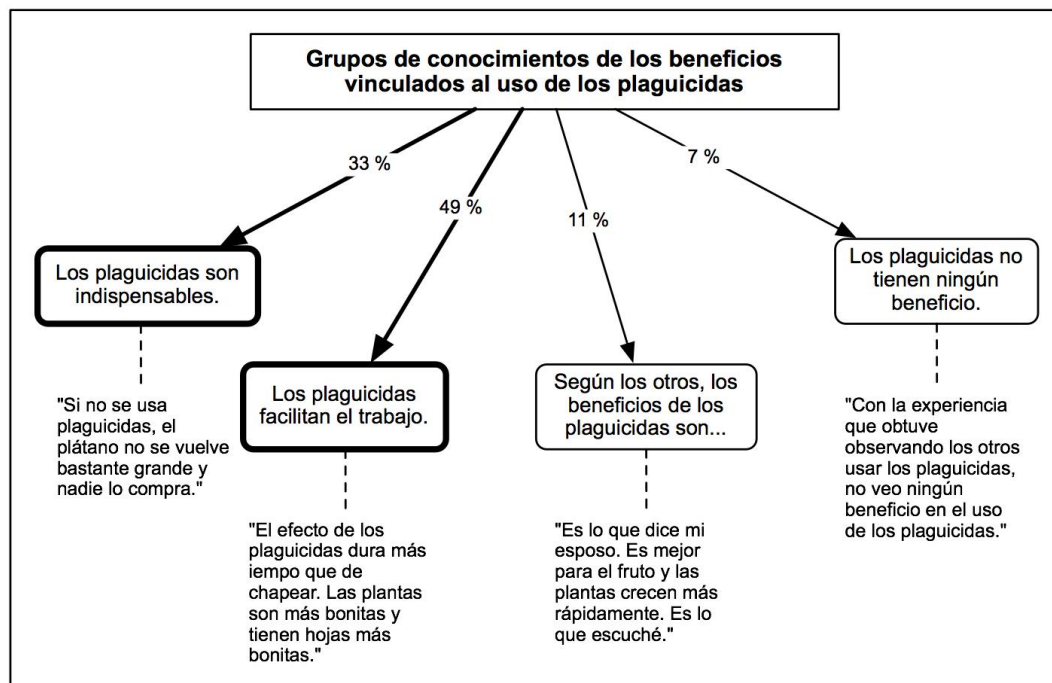 Grupos de conocimientos de los beneficios
vinculados al uso de los plaguicidas
33 %
49 %
11 %
7 %
Los plaguicidas son
indispensables.
"Si no se usa
plaguicidas, el
plátano no se vuelve
bastante grande y
nadie lo compra."
Los plaguicidas
facilitan el trabajo.
"El efecto de los
plaguicidas dura más
iempo que de
chapear. Las plantas
son más bonitas y
tienen hojas más
bonitas."
Según los otros, los
beneficios de los
plaguicidas son...
"Es lo que dice mi
esposo. Es mejor
para el fruto y las
plantas crecen más
rápidamente. Es lo
que escuché."
Los plaguicidas no
tienen ningún
beneficio.
"Con la experiencia
que obtuve
observando los otros
usar los plaguicidas,
no veo ningún
beneficio en el uso
de los plaguicidas."